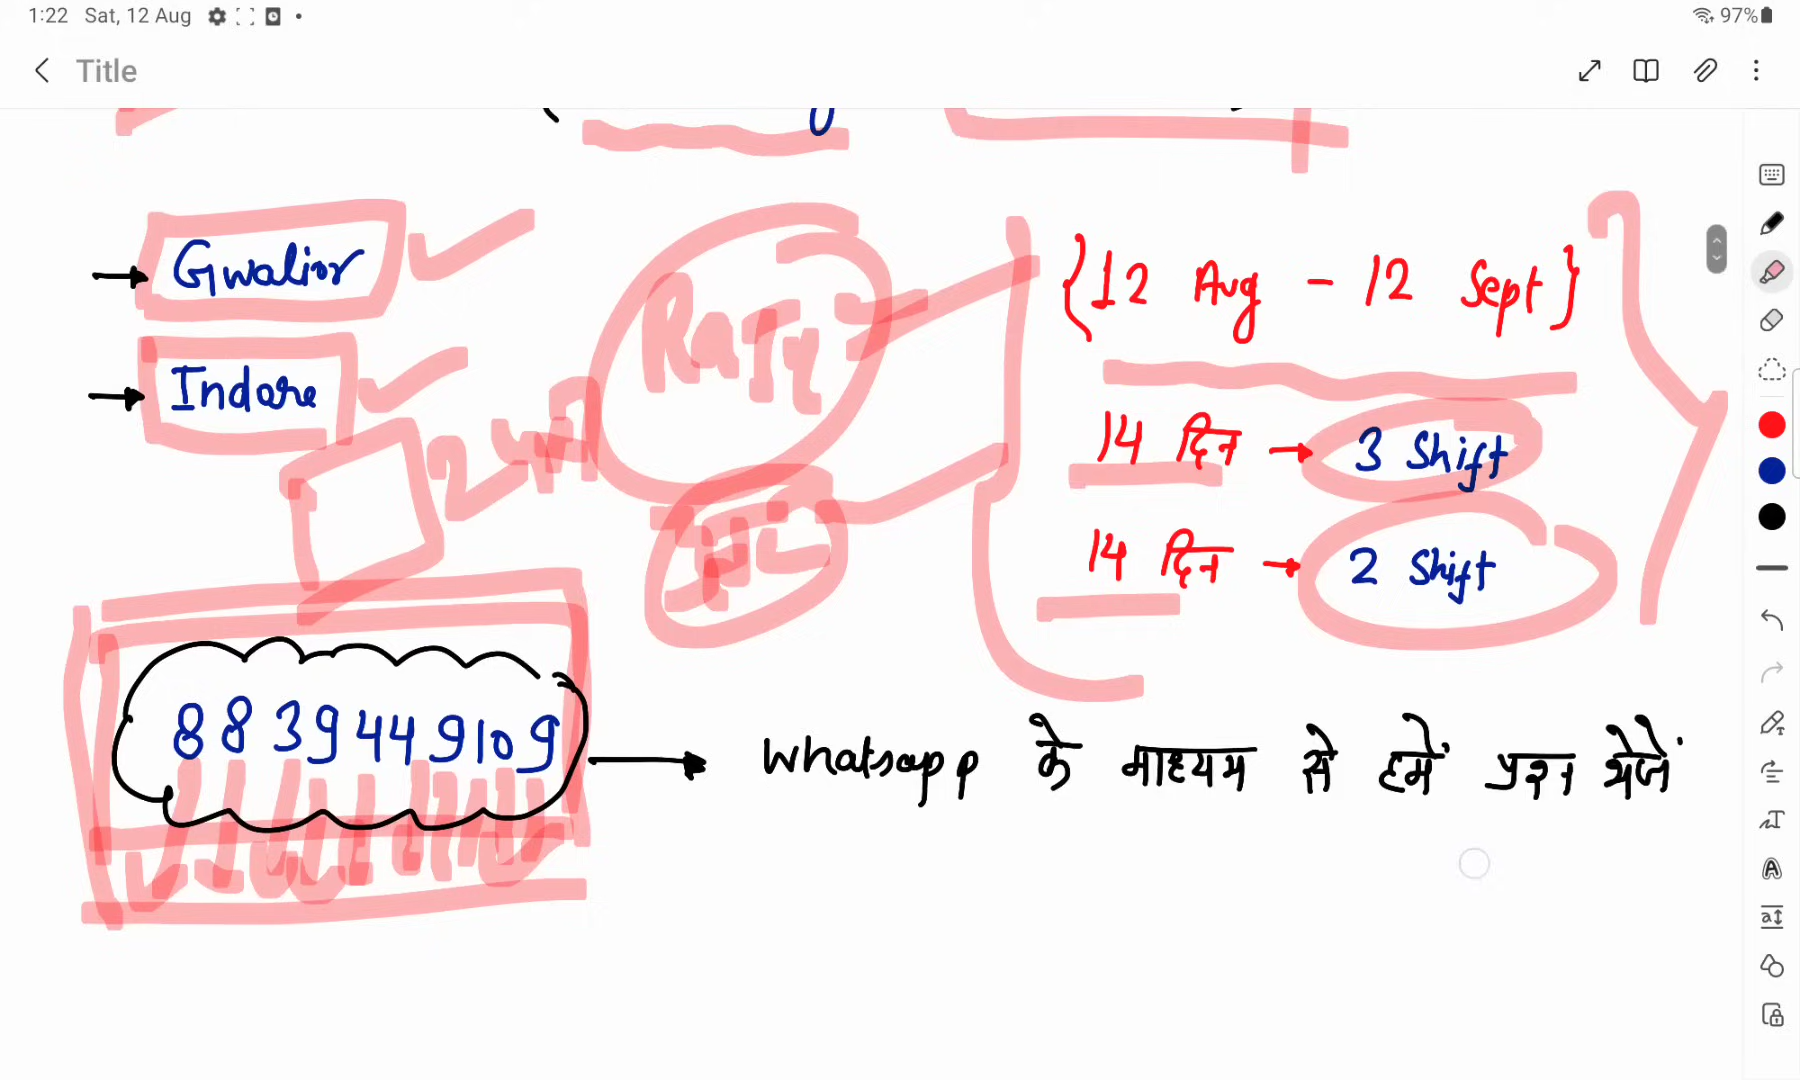 1:22 Sat, 12 Aug
97%
Title
Gwalior
Indore
{12 Aug - 12 Sept}
14 दिन → 3 Shift
14 दिन → 2 Shift
8839449109 → Whatsapp के माध्यम से हमें प्रश्न भेजें